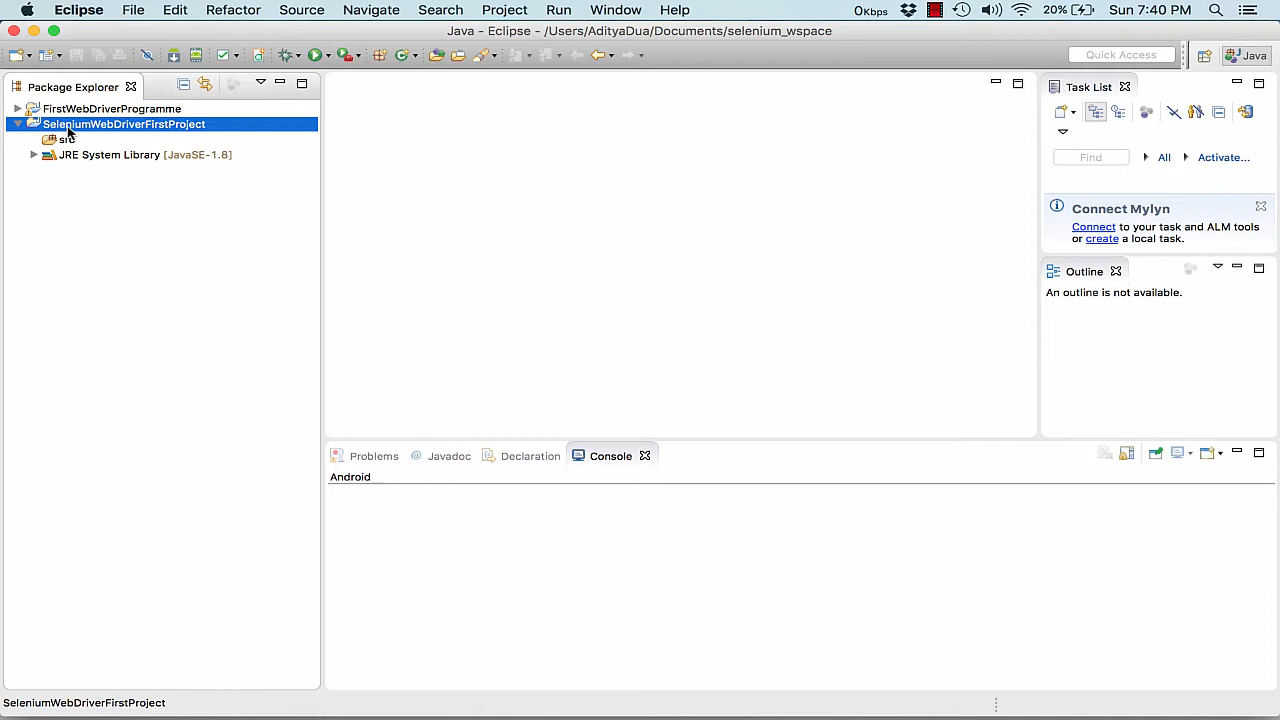 Eclipse File Edit Refactor Source Navigate Search Project Run Window Help 0Kbps 20% Sun 7:40 PM
Java - Eclipse - /Users/AdityaDua/Documents/selenium_wspace
Quick Access Java
Package Explorer
FirstWebDriverProgramme
SeleniumWebDriverFirstProject
src
JRE System Library [JavaSE-1.8]
Task List
Find All Activate...
Connect Mylyn
Connect to your task and ALM tools
or create a local task.
Outline
An outline is not available.
Problems @ Javadoc Declaration Console
Android
SeleniumWebDriverFirstProject